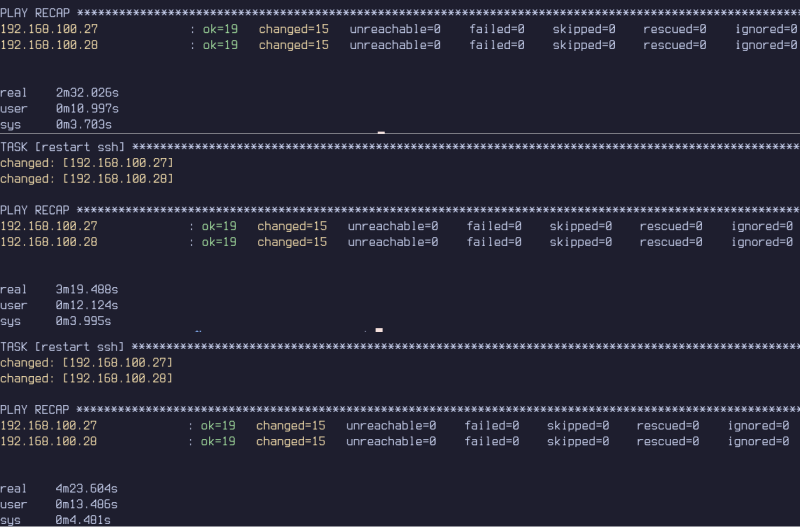 PLAY RECAP *******************************************************************************************************
192.168.100.27 : ok=19 changed=15 unreachable=0 failed=0 skipped=0 rescued=0 ignored=0
192.168.100.28 : ok=19 changed=15 unreachable=0 failed=0 skipped=0 rescued=0 ignored=0
real 2m32.026s
user 0m10.997s
sys 0m3.703s
TASK [restart ssh] ***********************************************************************************************
changed: [192.168.100.27]
changed: [192.168.100.28]
PLAY RECAP *******************************************************************************************************
192.168.100.27 : ok=19 changed=15 unreachable=0 failed=0 skipped=0 rescued=0 ignored=0
192.168.100.28 : ok=19 changed=15 unreachable=0 failed=0 skipped=0 rescued=0 ignored=0
real 3m19.488s
user 0m12.124s
sys 0m3.995s
TASK [restart ssh] ***********************************************************************************************
changed: [192.168.100.27]
changed: [192.168.100.28]
PLAY RECAP *******************************************************************************************************
192.168.100.27 : ok=19 changed=15 unreachable=0 failed=0 skipped=0 rescued=0 ignored=0
192.168.100.28 : ok=19 changed=15 unreachable=0 failed=0 skipped=0 rescued=0 ignored=0
real 4m23.604s
user 0m13.486s
sys 0m4.481s